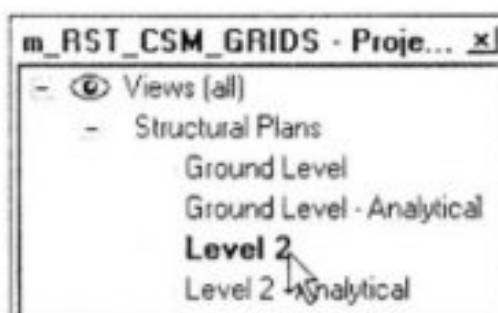 m_RST_CSM_GRIDS - Proje...
Views (all)
Structural Plans
Ground Level
Ground Level - Analytical
Level 2
Level 2 - Analytical